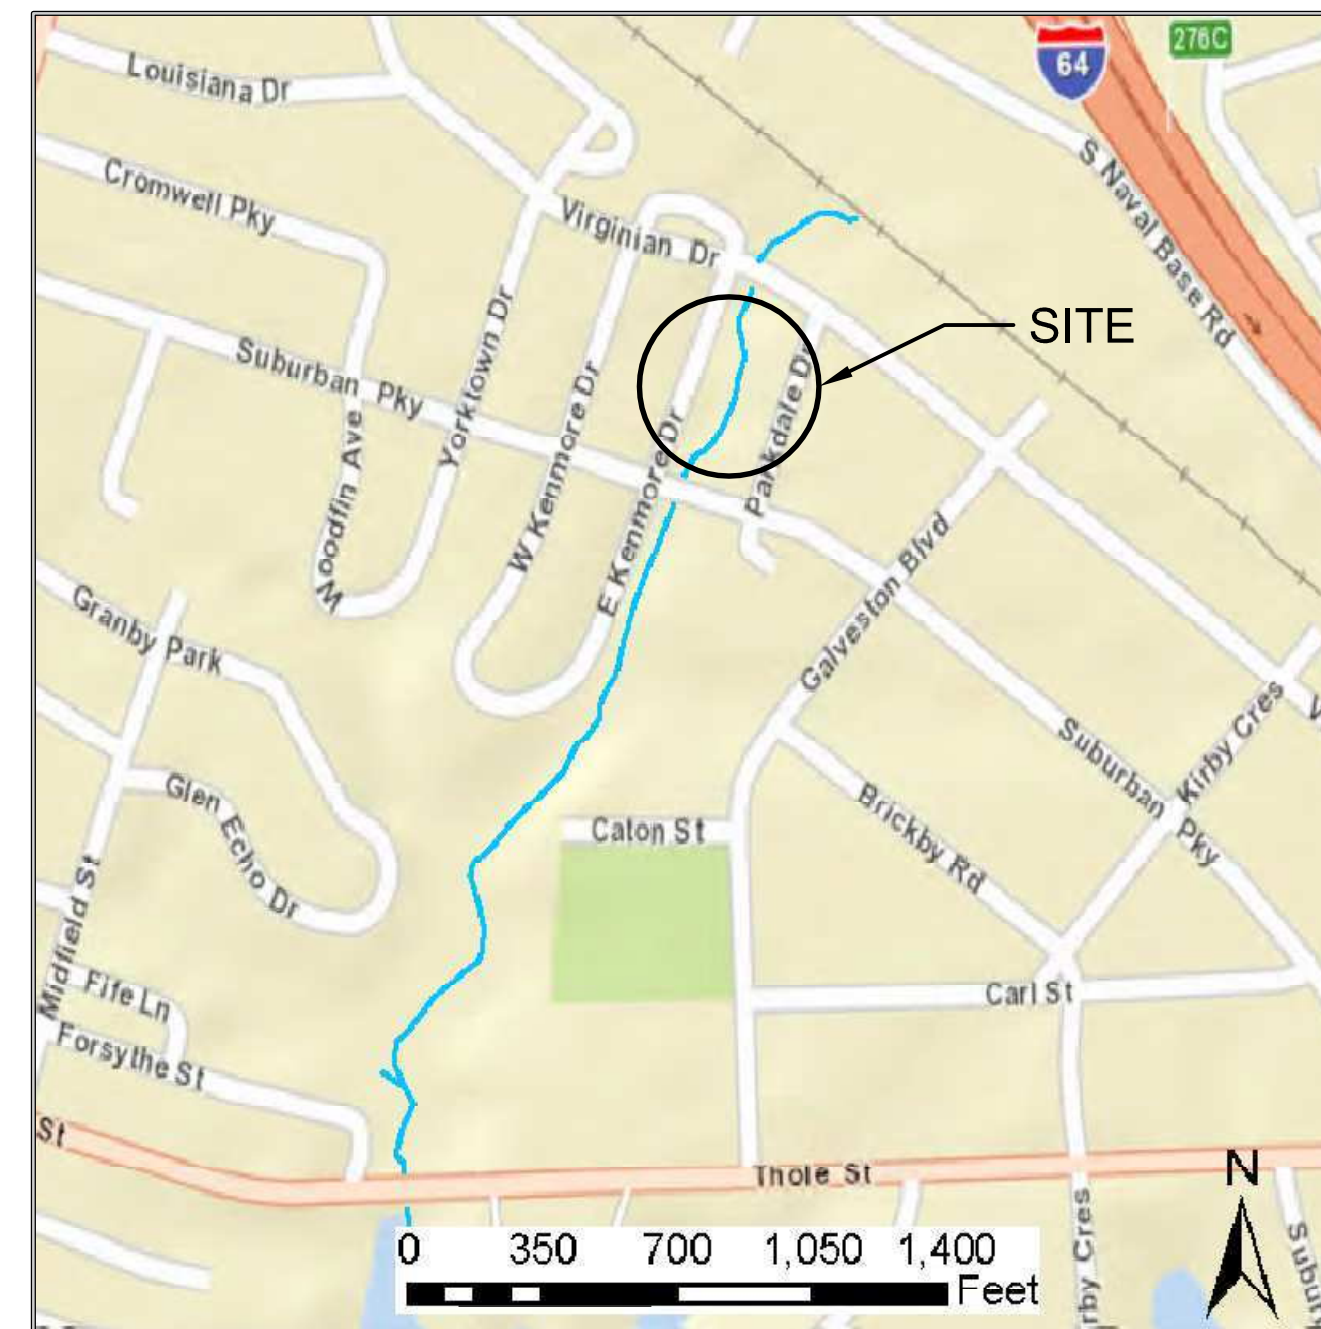 276C
64
Louisiana Dr
S Naval Base Rd
Cromwell Pky
Virginian Dr
SITE
Suburban Pky
Woodfin Ave
Yorktown Dr
W Kenmore Dr
E Kenmore Dr
Parkdale Dr
Galveston Blvd
Granby Park
Suburban Pky
Kirby Cres
V
Glen Echo Dr
Caton St
Brickby Rd
Midfield St
Fife Ln
Carl St
Forsythe St
St
Thole St
N
rby Cres
Subu
0 350 700 1,050 1,400
Feet